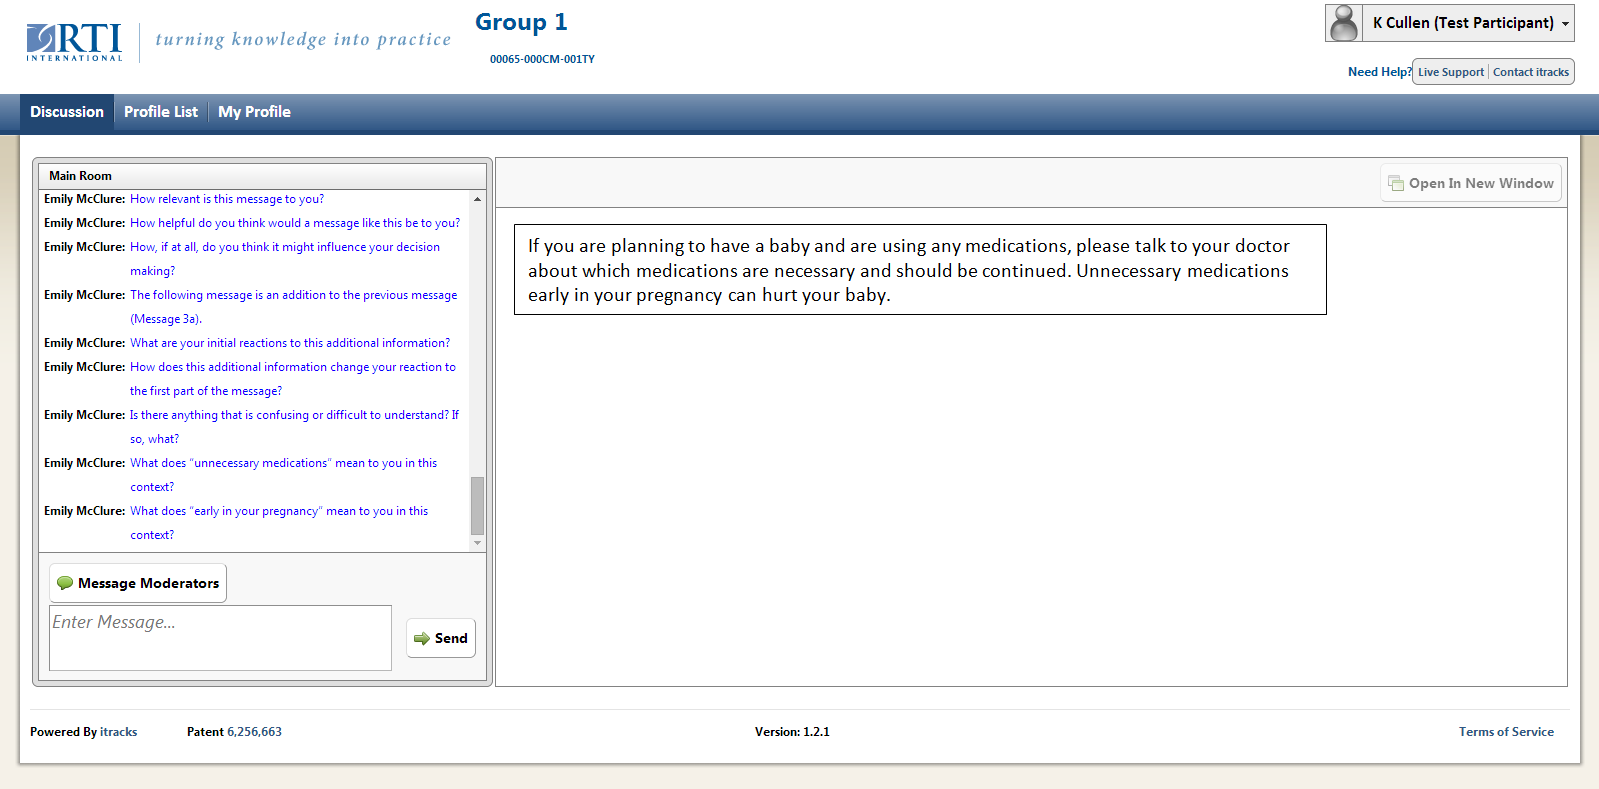 RTI
INTERNATIONAL
turning knowledge into practice
Group 1
00065-000CM-001TY
K Cullen (Test Participant)
Need Help? Live Support Contact itracks
Discussion Profile List My Profile
Main Room
Emily McClure: How relevant is this message to you?
Emily McClure: How helpful do you think would a message like this be to you?
Emily McClure: How, if at all, do you think it might influence your decision
making?
Emily McClure: The following message is an addition to the previous message
(Message 3a).
Emily McClure: What are your initial reactions to this additional information?
Emily McClure: How does this additional information change your reaction to
the first part of the message?
Emily McClure: Is there anything that is confusing or difficult to understand? If
so, what?
Emily McClure: What does "unnecessary medications" mean to you in this
context?
Emily McClure: What does "early in your pregnancy" mean to you in this
context?
Message Moderators
Enter Message...
Send
Open In New Window
If you are planning to have a baby and are using any medications, please talk to your doctor
about which medications are necessary and should be continued. Unnecessary medications
early in your pregnancy can hurt your baby.
Powered By itracks Patent 6,256,663 Version: 1.2.1 Terms of Service